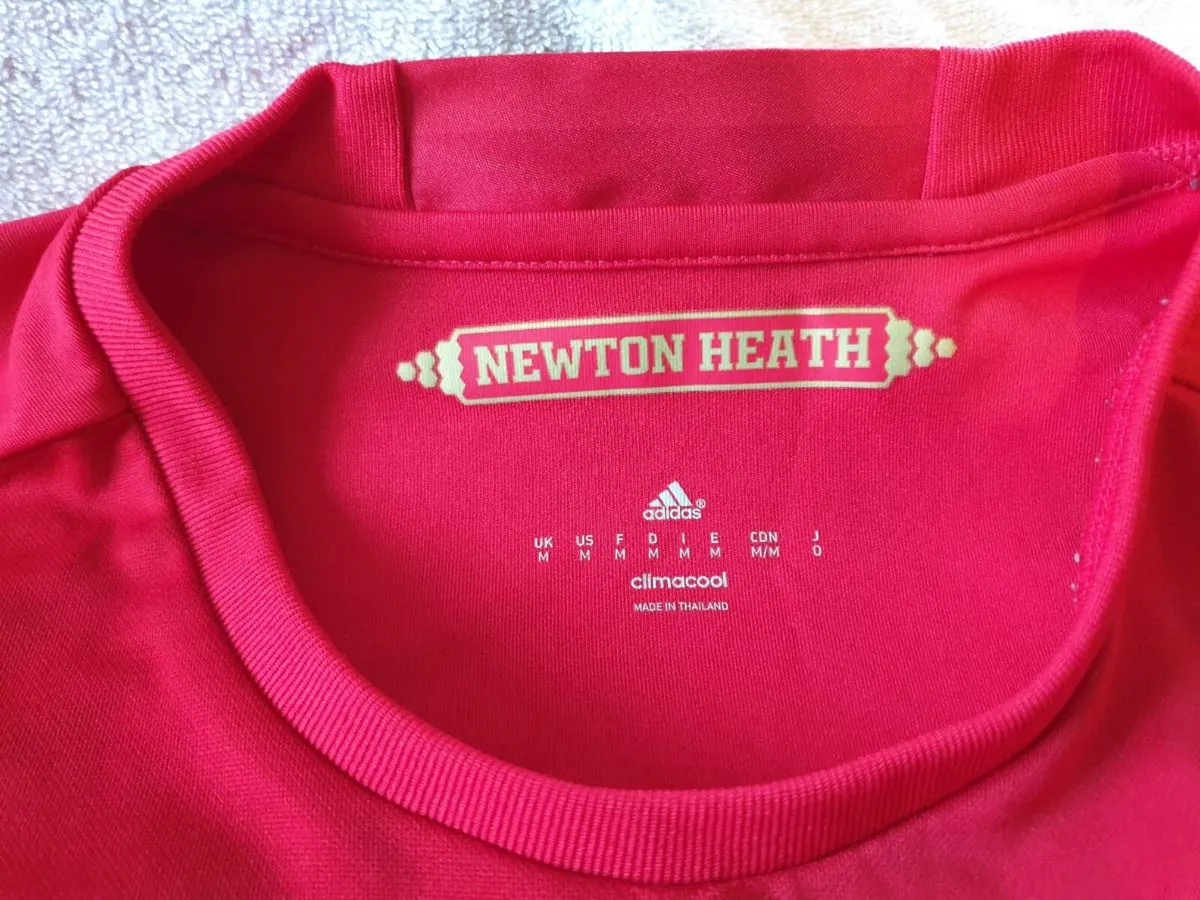 NEWTON HEATH
adidas®
UK US F D I E CDN J
M M M M M M M/M O
climacool
MADE IN THAILAND